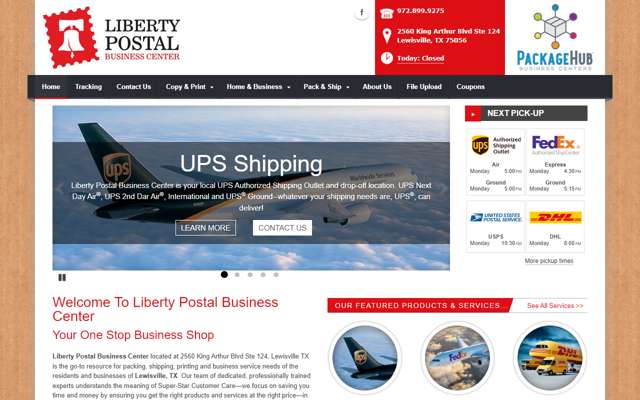 LIBERTY
POSTAL
BUSINESS CENTER
f
972.899.9275
2560 King Arthur Blvd Ste 124
Lewisville, TX 75056
Today: Closed
PACKAGEHUB
BUSINESS CENTERS
Home Tracking Contact Us Copy & Print Home & Business Pack & Ship About Us File Upload Coupons
UPS Shipping
Liberty Postal Business Center is your local UPS Authorized Shipping Outlet and drop-off location. UPS Next
Day Air®, UPS 2nd Dar Air®, International and UPS® Ground–whatever your shipping needs are, UPS®, can
deliver!
LEARN MORE CONTACT US
ups
Worldwide Services
NEXT PICK-UP
ups Authorized
Shipping
Outlet
FedEx
Authorized ShipCenter
Air
Monday 5:00 PM
Ground
Monday 5:00 PM
Express
Monday 4:30 PM
Ground
Monday 5:15 PM
UNITED STATES
POSTAL SERVICE
DHL
USPS
Monday 10:30 AM
DHL
Monday 6:00 PM
More pickup times
Welcome To Liberty Postal Business
Center
Your One Stop Business Shop
Liberty Postal Business Center located at 2560 King Arthur Blvd Ste 124, Lewisville TX
is the go-to resource for packing, shipping, printing and business service needs of the
residents and businesses of Lewisville, TX. Our team of dedicated, professionally trained
experts understands the meaning of Super-Star Customer Care—we focus on saving you
time and money by ensuring you get the right products and services at the right price—in
OUR FEATURED PRODUCTS & SERVICES...
See All Services >>
FedEx